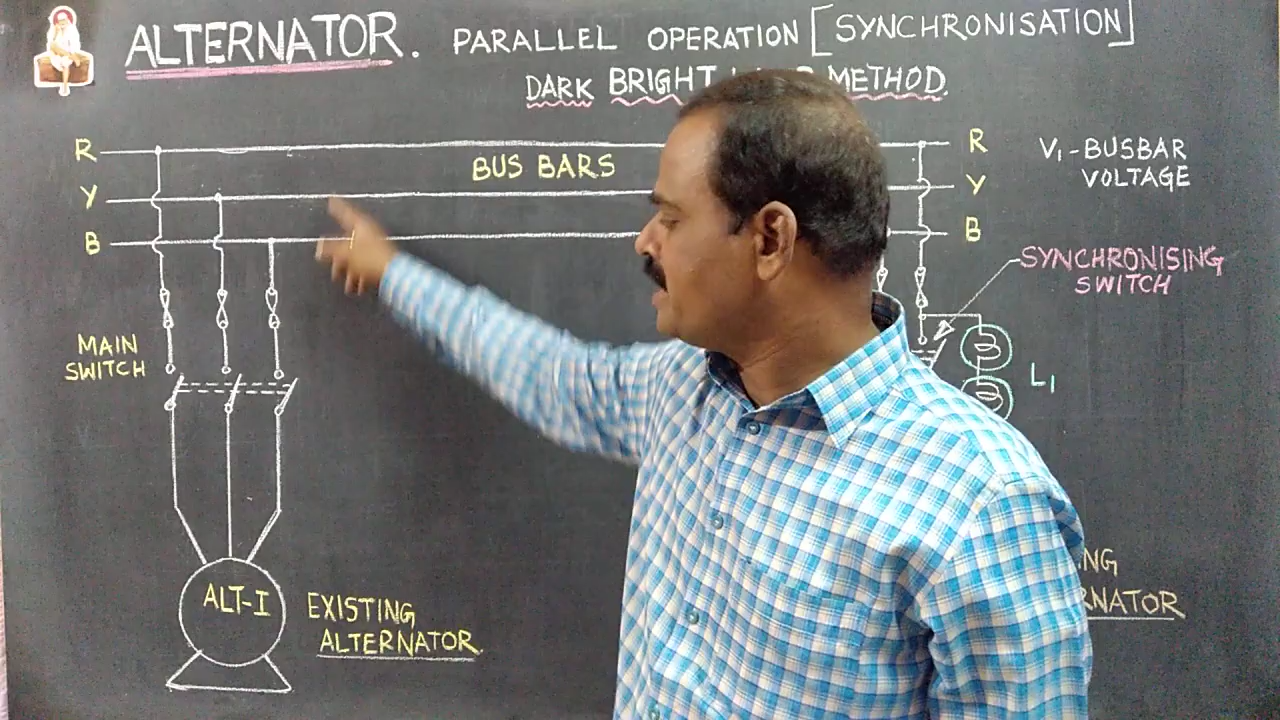 ALTERNATOR. PARALLEL OPERATION [SYNCHRONISATION]
DARK BRIGHT METHOD.
R
Y
B
BUS BARS
R
Y
B
V₁-BUSBAR
VOLTAGE
SYNCHRONISING
SWITCH
MAIN
SWITCH
L₁
ALT-I
EXISTING
ALTERNATOR.